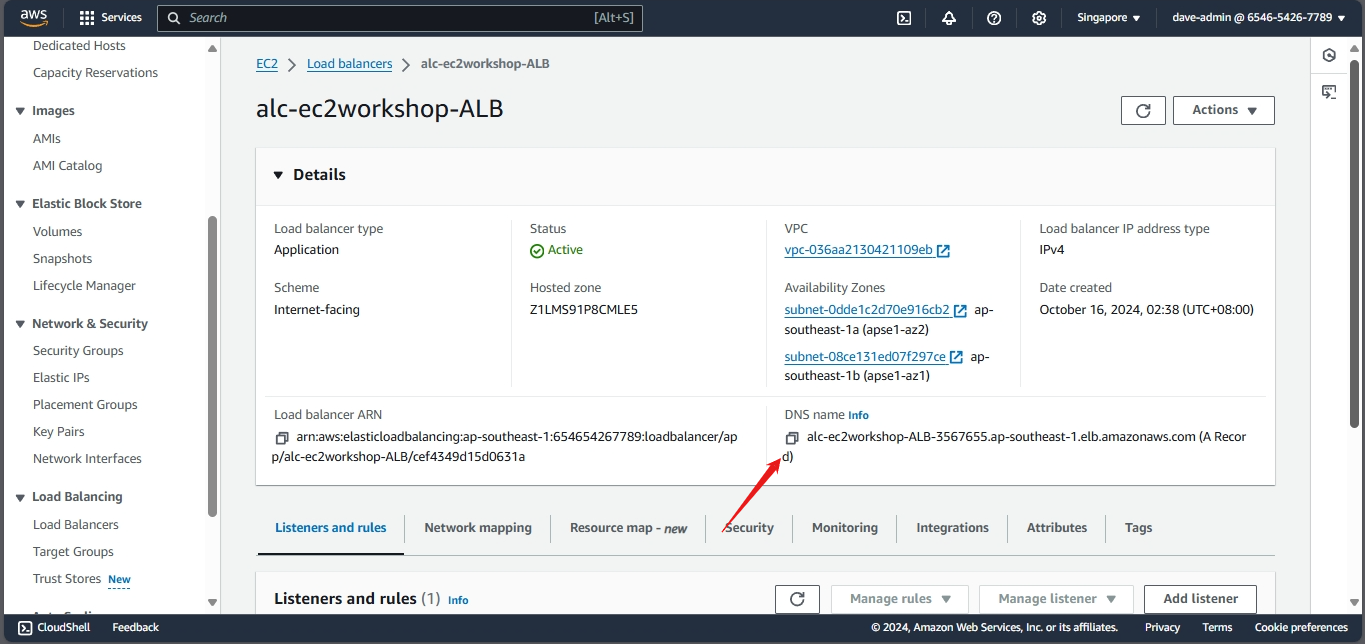 aws
Services
Search [Alt+S]
Singapore
dave-admin @ 6546-5426-7789
Dedicated Hosts
Capacity Reservations
Images
AMIs
AMI Catalog
Elastic Block Store
Volumes
Snapshots
Lifecycle Manager
Network & Security
Security Groups
Elastic IPs
Placement Groups
Key Pairs
Network Interfaces
Load Balancing
Load Balancers
Target Groups
Trust Stores New
EC2 > Load balancers > alc-ec2workshop-ALB
alc-ec2workshop-ALB
Actions
Details
Load balancer type
Application
Status
Active
VPC
vpc-036aa2130421109eb
Load balancer IP address type
IPv4
Scheme
Internet-facing
Hosted zone
Z1LMS91P8CMLE5
Availability Zones
subnet-0dde1c2d70e916cb2 ap-
southeast-1a (apse1-az2)
subnet-08ce131ed07f297ce ap-
southeast-1b (apse1-az1)
Date created
October 16, 2024, 02:38 (UTC+08:00)
Load balancer ARN
arn:aws:elasticloadbalancing:ap-southeast-1:654654267789:loadbalancer/ap
p/alc-ec2workshop-ALB/cef4349d15d0631a
DNS name Info
alc-ec2workshop-ALB-3567655.ap-southeast-1.elb.amazonaws.com (A Recor
d)
Listeners and rules
Network mapping
Resource map - new
Security
Monitoring
Integrations
Attributes
Tags
Listeners and rules (1) Info
Manage rules
Manage listener
Add listener
CloudShell
Feedback
© 2024, Amazon Web Services, Inc. or its affiliates.
Privacy
Terms
Cookie preferences